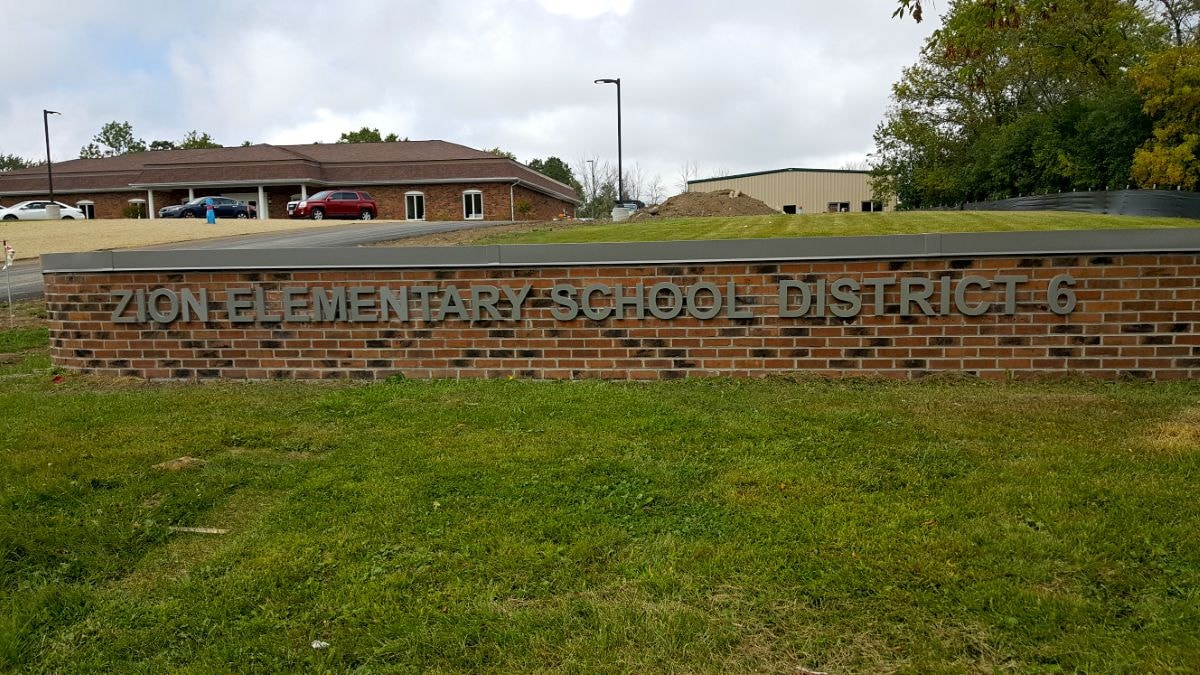 ZION ELEMENTARY SCHOOL DISTRICT 6